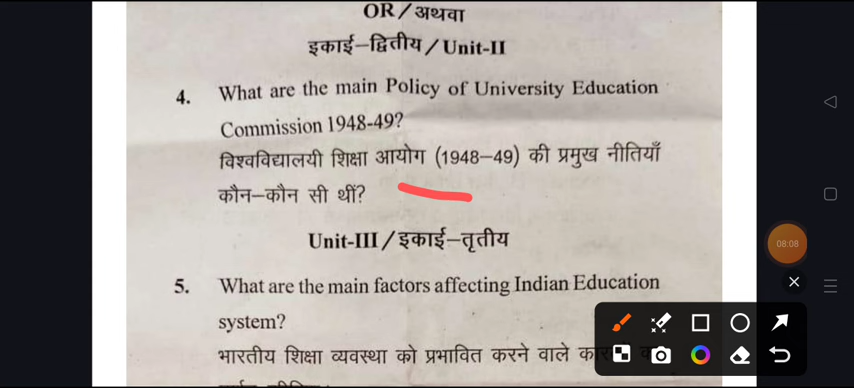 OR / अथवा
इकाई–द्वितीय / Unit-II
4. What are the main Policy of University Education
Commission 1948-49?
विश्वविद्यालयी शिक्षा आयोग (1948–49) की प्रमुख नीतियाँ
कौन–कौन सी थीं?
Unit-III / इकाई–तृतीय
08:08
5. What are the main factors affecting Indian Education
system?
भारतीय शिक्षा व्यवस्था को प्रभावित करने वाले